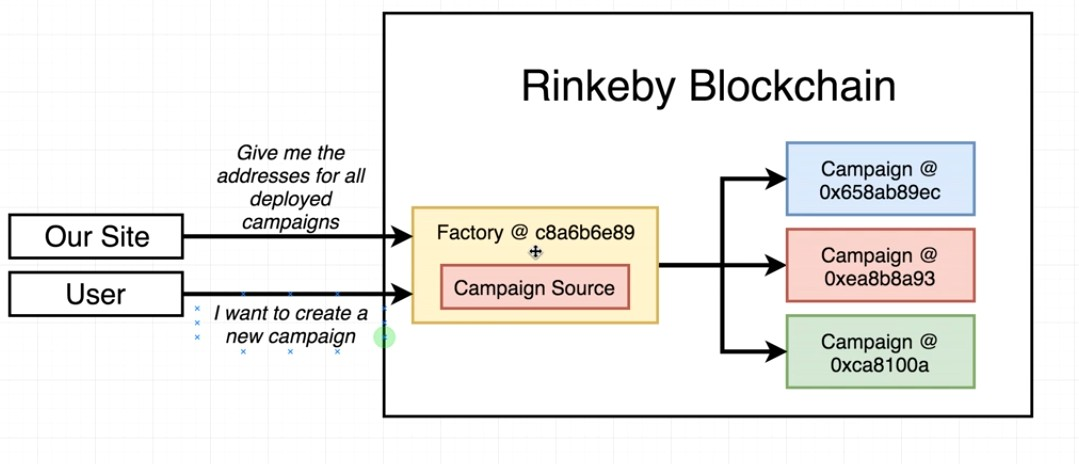 Rinkeby Blockchain
Give me the
addresses for all
deployed
campaigns
Our Site
User
I want to create a
new campaign
Factory @ c8a6b6e89
Campaign Source
Campaign @
0x658ab89ec
Campaign @
0xea8b8a93
Campaign @
0xca8100a